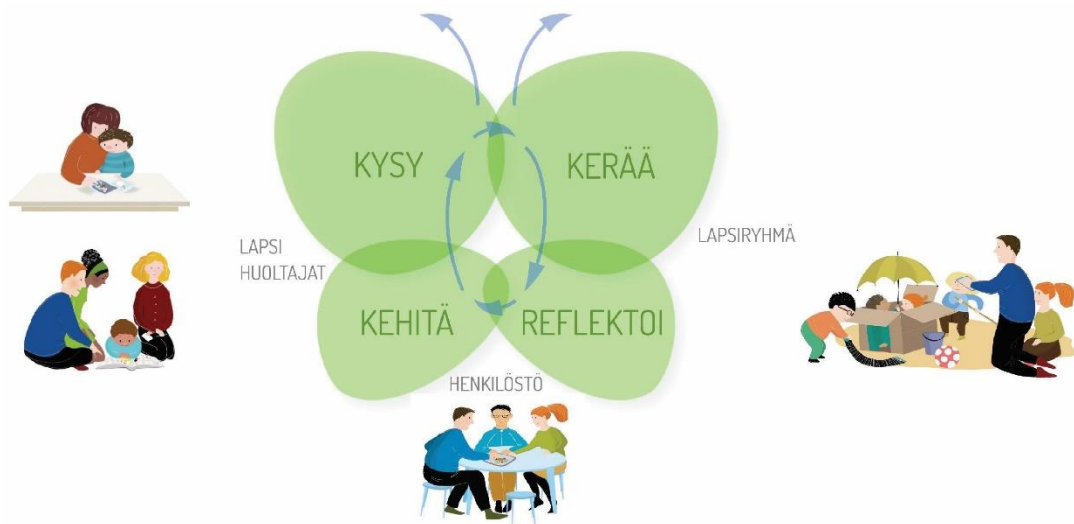 KYSY
KERÄÄ
LAPSI
HUOLTAJAT
LAPSIRYHMÄ
KEHITÄ
REFLEKTOI
HENKILÖSTÖ